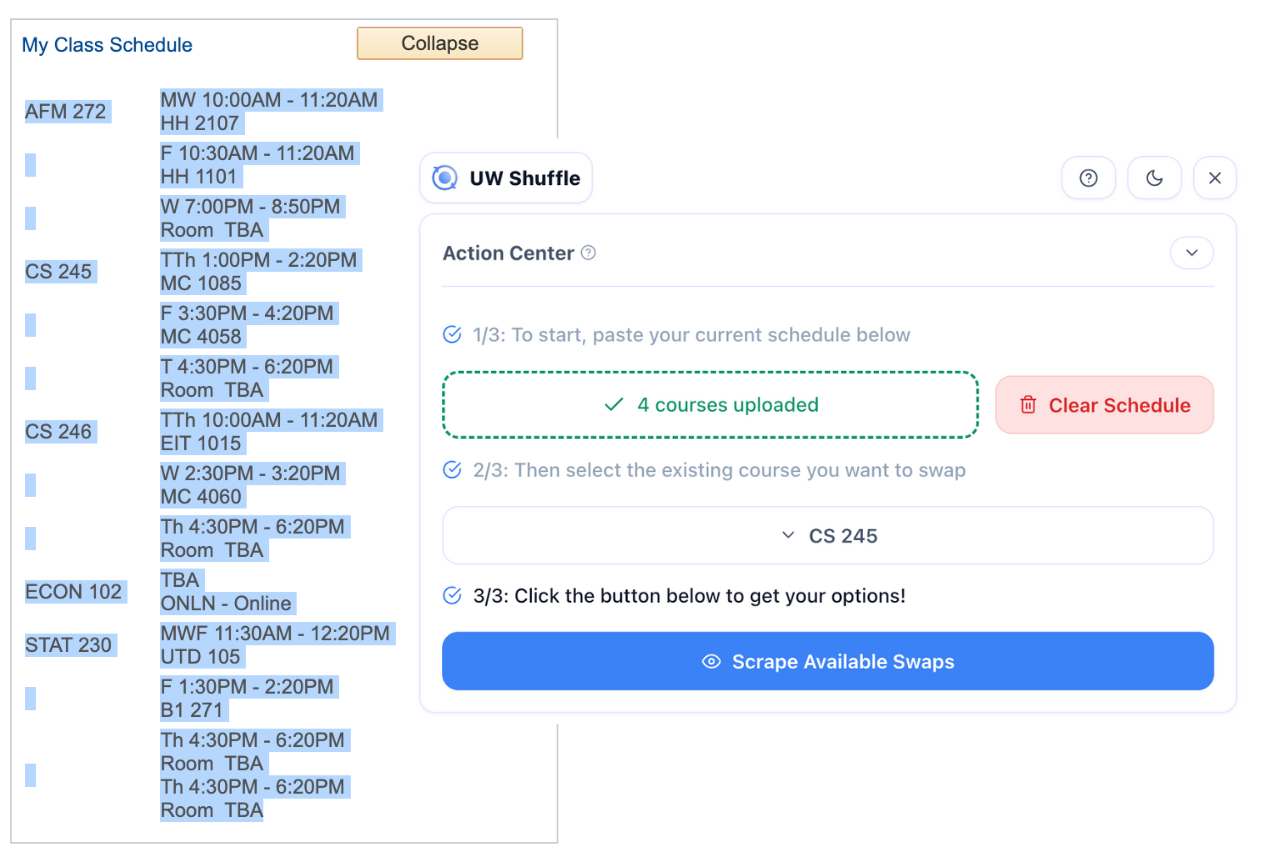 My Class Schedule
Collapse
AFM 272
MW 10:00AM - 11:20AM
HH 2107
F 10:30AM - 11:20AM
HH 1101
W 7:00PM - 8:50PM
Room TBA
CS 245
TTh 1:00PM - 2:20PM
MC 1085
F 3:30PM - 4:20PM
MC 4058
T 4:30PM - 6:20PM
Room TBA
CS 246
TTh 10:00AM - 11:20AM
EIT 1015
W 2:30PM - 3:20PM
MC 4060
Th 4:30PM - 6:20PM
Room TBA
ECON 102
TBA
ONLN - Online
STAT 230
MWF 11:30AM - 12:20PM
UTD 105
F 1:30PM - 2:20PM
B1 271
Th 4:30PM - 6:20PM
Room TBA
Th 4:30PM - 6:20PM
Room TBA
UW Shuffle
Action Center
1/3: To start, paste your current schedule below
4 courses uploaded
Clear Schedule
2/3: Then select the existing course you want to swap
CS 245
3/3: Click the button below to get your options!
Scrape Available Swaps